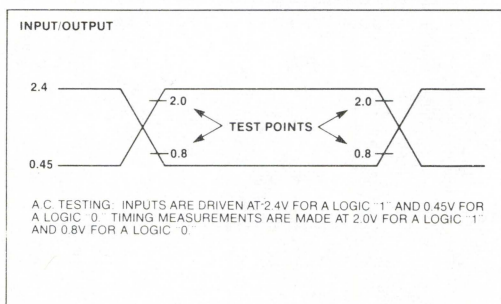 INPUT/OUTPUT
2.4
2.0
2.0
TEST POINTS
0.8
0.8
0.45
A.C. TESTING: INPUTS ARE DRIVEN AT 2.4V FOR A LOGIC "1" AND 0.45V FOR
A LOGIC "0." TIMING MEASUREMENTS ARE MADE AT 2.0V FOR A LOGIC "1"
AND 0.8V FOR A LOGIC "0."